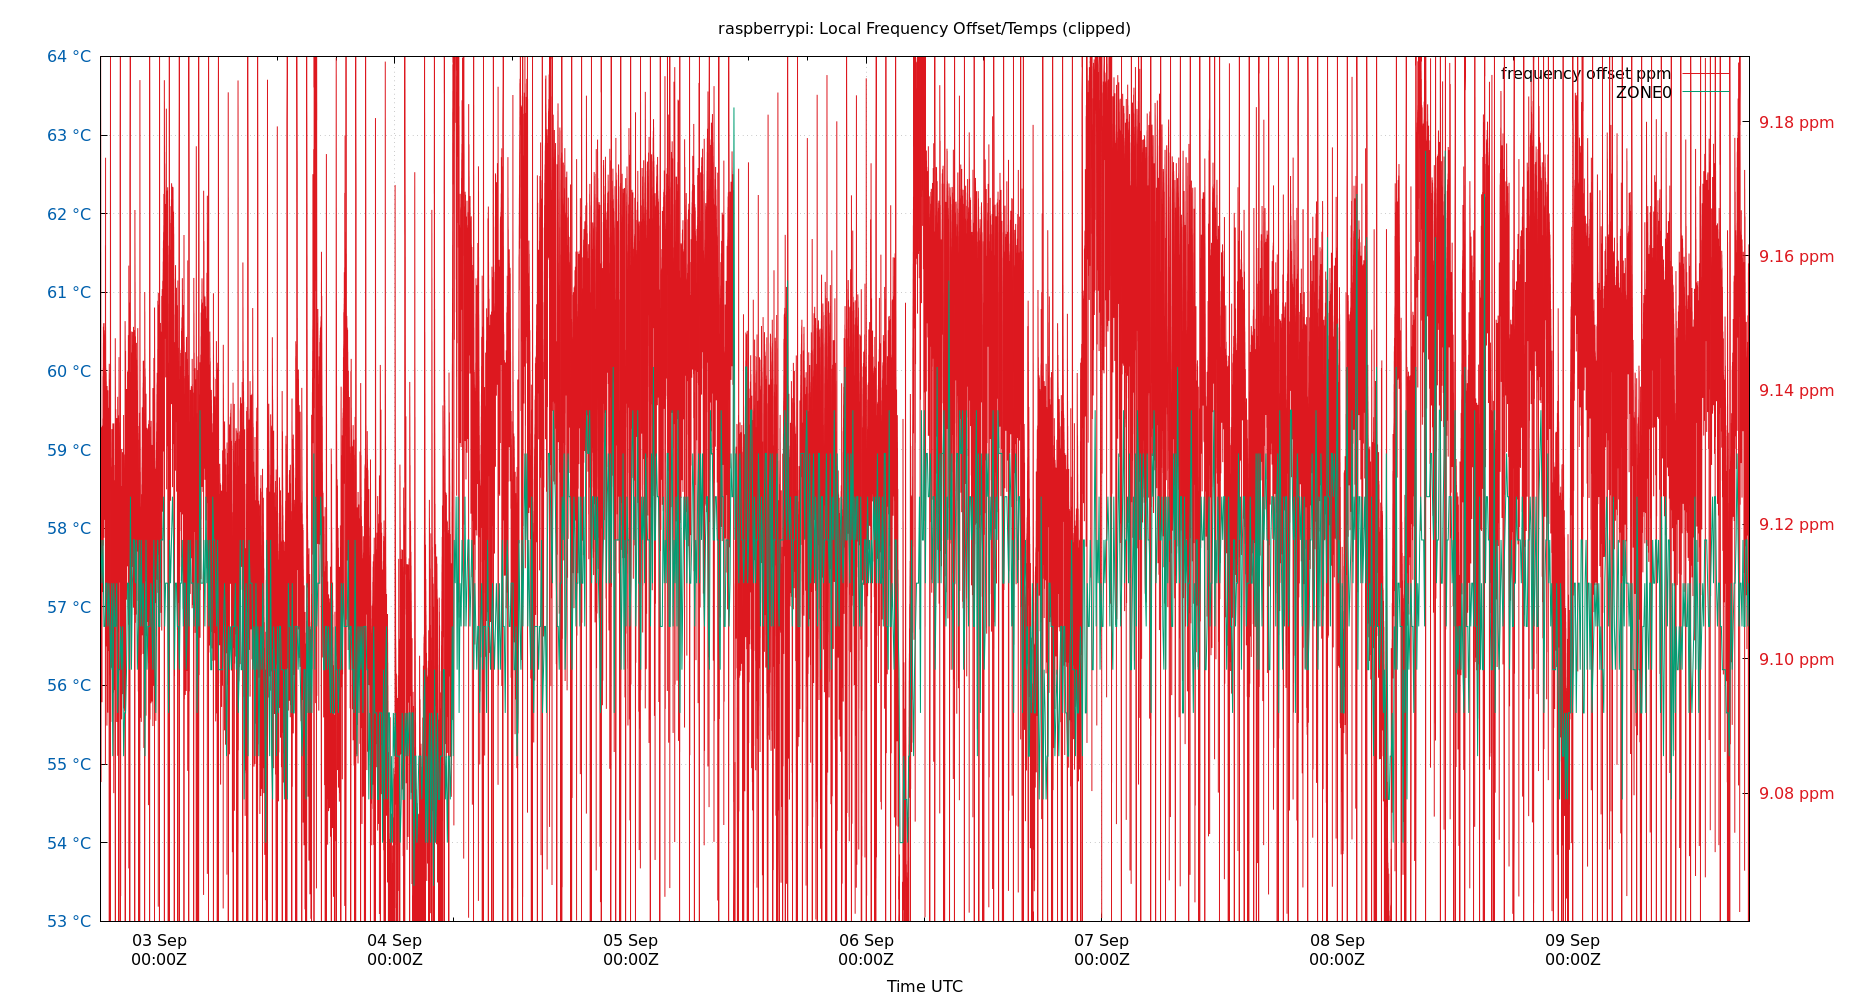 raspberrypi: Local Frequency Offset/Temps (clipped)
64 °C
63 °C
62 °C
61 °C
60 °C
59 °C
58 °C
57 °C
56 °C
55 °C
54 °C
53 °C
frequency offset ppm
ZONE0
9.18 ppm
9.16 ppm
9.14 ppm
9.12 ppm
9.10 ppm
9.08 ppm
03 Sep
00:00Z
04 Sep
00:00Z
05 Sep
00:00Z
06 Sep
00:00Z
07 Sep
00:00Z
08 Sep
00:00Z
09 Sep
00:00Z
Time UTC